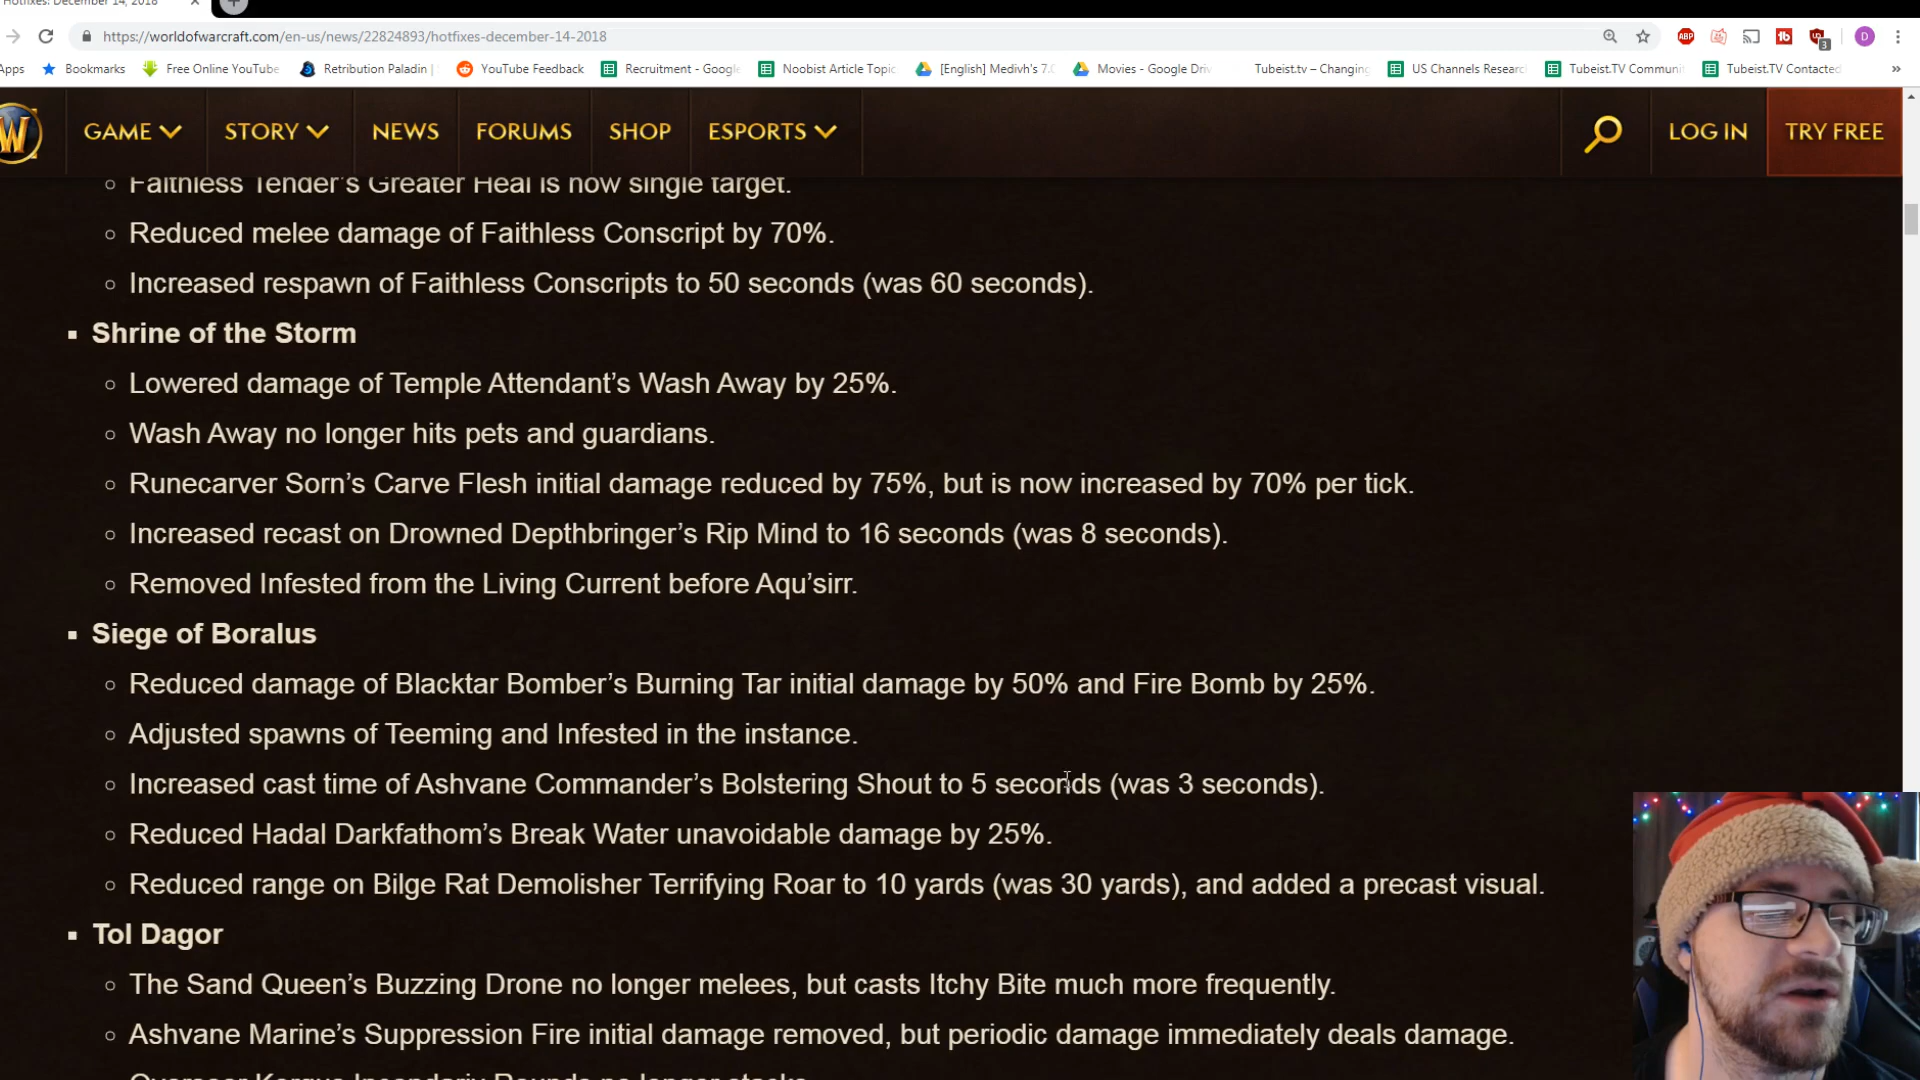 Hotfixes: December 14, 2018
https://worldofwarcraft.com/en-us/news/22824893/hotfixes-december-14-2018
ABP
3
D
Apps
Bookmarks
Free Online YouTube
Retribution Paladin |
YouTube Feedback
Recruitment - Google
Noobist Article Topic
[English] Medivh's 7.
Movies - Google Driv
Tubeist.tv – Changing
US Channels Researc
Tubeist.TV Communi
Tubeist.TV Contacted
»
W
GAME
STORY
NEWS
FORUMS
SHOP
ESPORTS
LOG IN
TRY FREE
Faithless Tender’s Greater Heal is now single target.
Reduced melee damage of Faithless Conscript by 70%.
Increased respawn of Faithless Conscripts to 50 seconds (was 60 seconds).
Shrine of the Storm
Lowered damage of Temple Attendant’s Wash Away by 25%.
Wash Away no longer hits pets and guardians.
Runecarver Sorn’s Carve Flesh initial damage reduced by 75%, but is now increased by 70% per tick.
Increased recast on Drowned Depthbringer’s Rip Mind to 16 seconds (was 8 seconds).
Removed Infested from the Living Current before Aqu’sirr.
Siege of Boralus
Reduced damage of Blacktar Bomber’s Burning Tar initial damage by 50% and Fire Bomb by 25%.
Adjusted spawns of Teeming and Infested in the instance.
Increased cast time of Ashvane Commander’s Bolstering Shout to 5 seconds (was 3 seconds).
Reduced Hadal Darkfathom’s Break Water unavoidable damage by 25%.
Reduced range on Bilge Rat Demolisher Terrifying Roar to 10 yards (was 30 yards), and added a precast visual.
Tol Dagor
The Sand Queen’s Buzzing Drone no longer melees, but casts Itchy Bite much more frequently.
Ashvane Marine’s Suppression Fire initial damage removed, but periodic damage immediately deals damage.